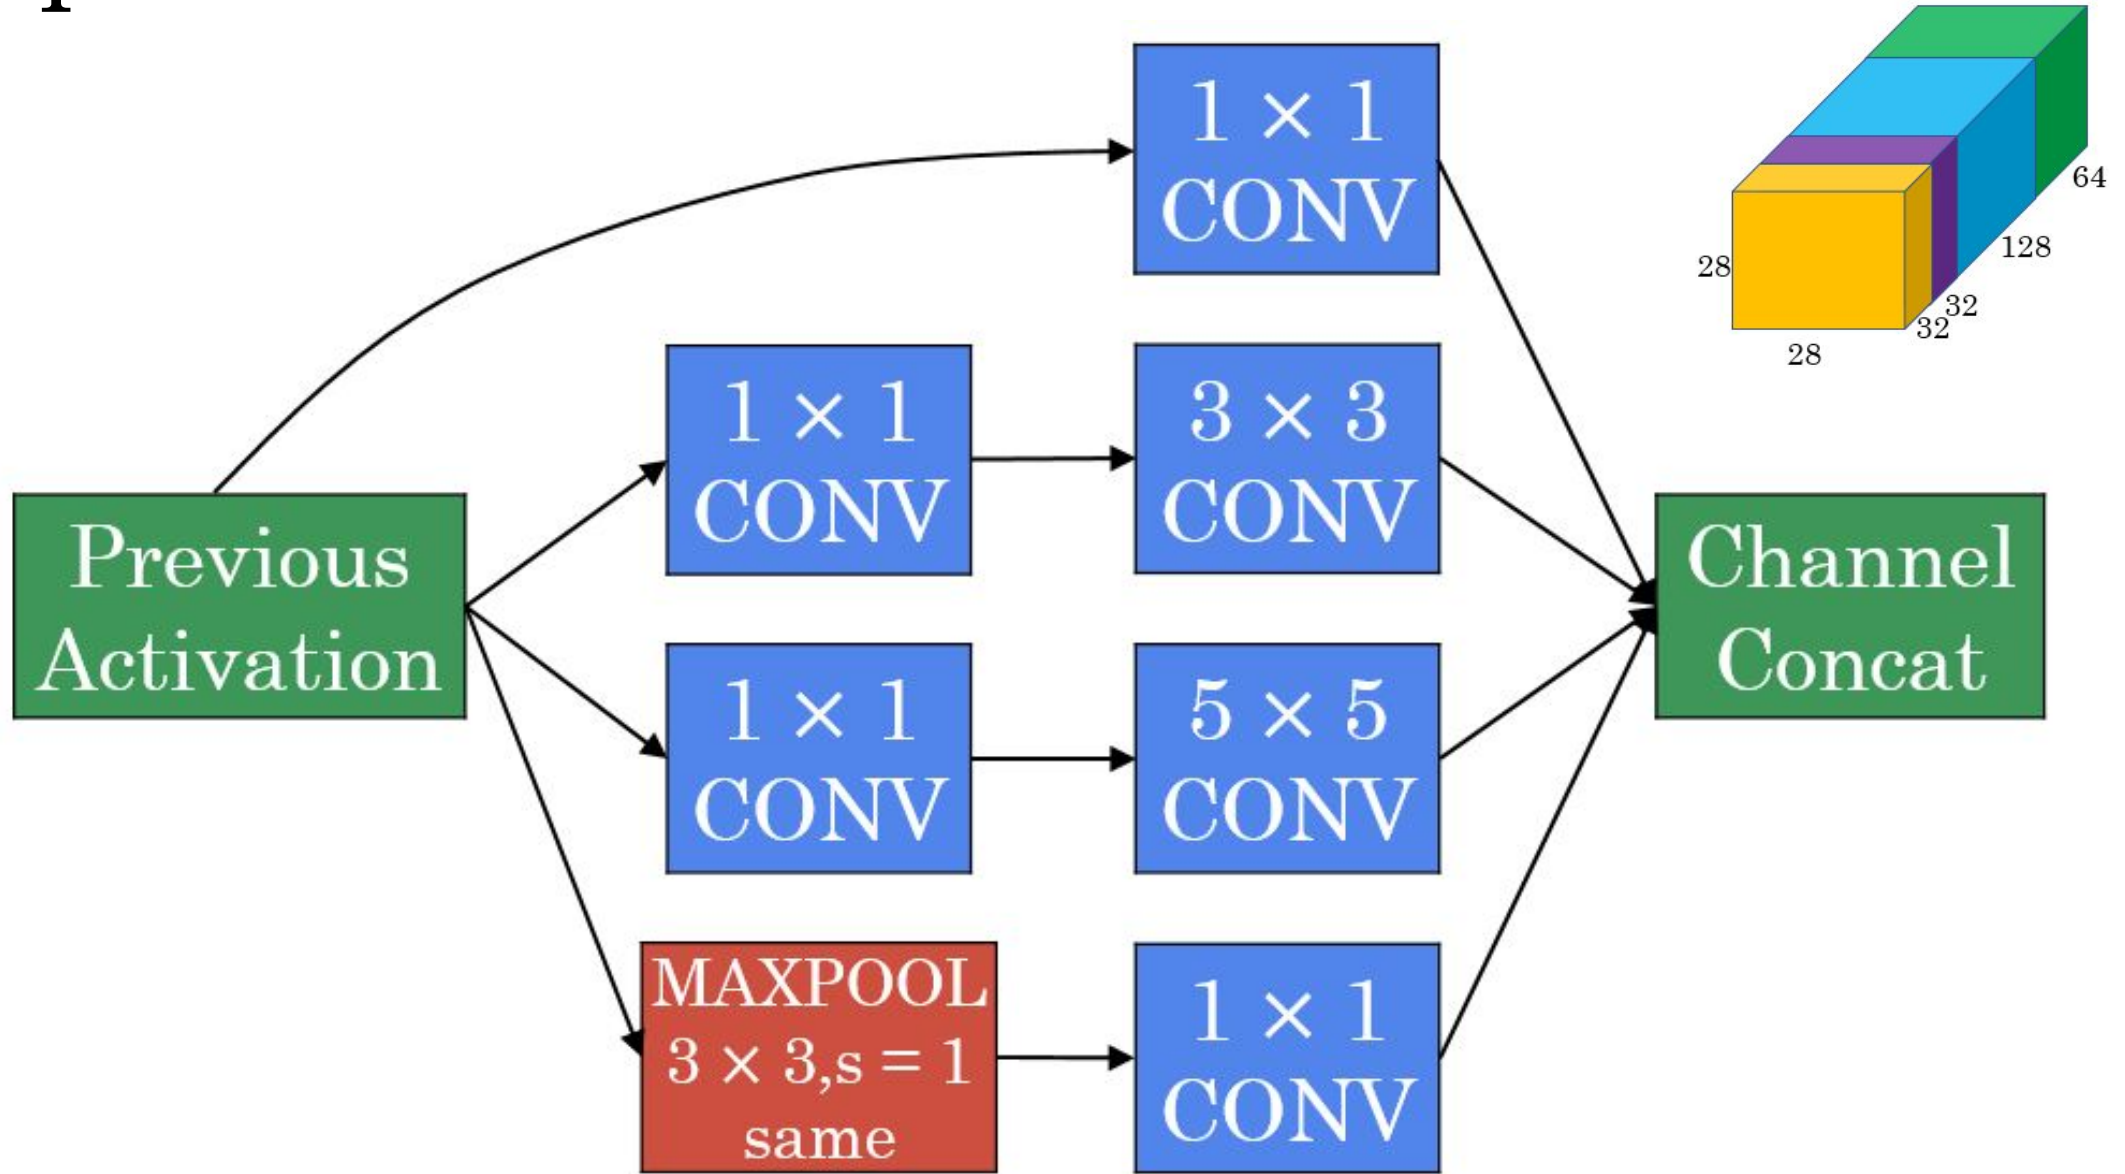 1 × 1
CONV
1 × 1
CONV
3 × 3
CONV
Previous
Activation
1 × 1
CONV
5 × 5
CONV
MAXPOOL
3 × 3,s = 1
same
1 × 1
CONV
Channel
Concat
28
28
32
32
128
64